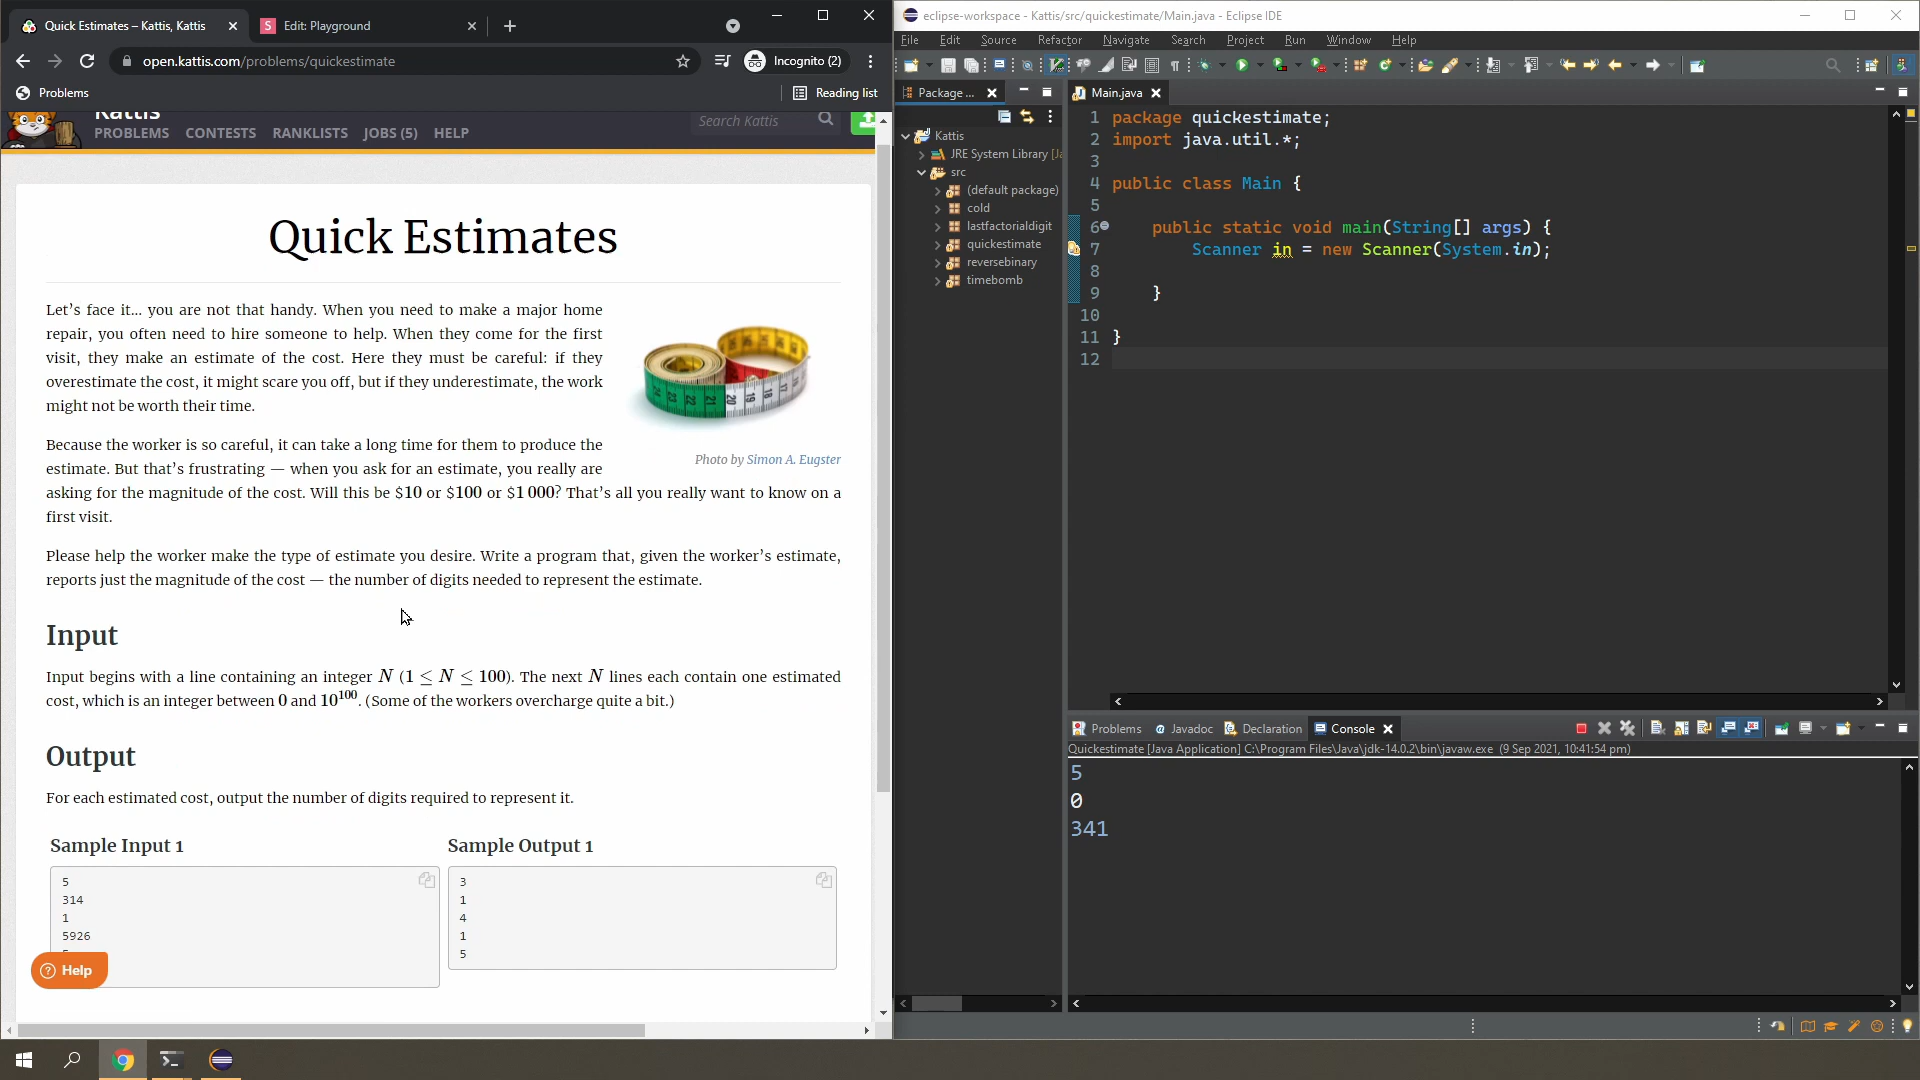 Quick Estimates – Kattis, Kattis
Edit: Playground
open.kattis.com/problems/quickestimate
Incognito (2)
Problems
Reading list
Kattis
PROBLEMS CONTESTS RANKLISTS JOBS (5) HELP
Search Kattis
Quick Estimates
Let's face it... you are not that handy. When you need to make a major home
repair, you often need to hire someone to help. When they come for the first
visit, they make an estimate of the cost. Here they must be careful: if they
overestimate the cost, it might scare you off, but if they underestimate, the work
might not be worth their time.
Because the worker is so careful, it can take a long time for them to produce the
estimate. But that's frustrating — when you ask for an estimate, you really are
asking for the magnitude of the cost. Will this be $10 or $100 or $1 000? That's all you really want to know on a
first visit.
Photo by Simon A. Eugster
Please help the worker make the type of estimate you desire. Write a program that, given the worker's estimate,
reports just the magnitude of the cost — the number of digits needed to represent the estimate.
Input
Input begins with a line containing an integer N (1 ≤ N ≤ 100). The next N lines each contain one estimated
cost, which is an integer between 0 and 10^100. (Some of the workers overcharge quite a bit.)
Output
For each estimated cost, output the number of digits required to represent it.
Sample Input 1
5
314
1
5926
Sample Output 1
3
1
4
1
5
Help
eclipse-workspace - Kattis/src/quickestimate/Main.java - Eclipse IDE
File Edit Source Refactor Navigate Search Project Run Window Help
Package ...
Kattis
JRE System Library [Ja
src
(default package)
cold
lastfactorialdigit
quickestimate
reversebinary
timebomb
Main.java
1 package quickestimate;
2 import java.util.*;
3
4 public class Main {
5
6 public static void main(String[] args) {
7 Scanner in = new Scanner(System.in);
8
9 }
10
11 }
12
Problems Javadoc Declaration Console
Quickestimate [Java Application] C:\Program Files\Java\jdk-14.0.2\bin\javaw.exe (9 Sep 2021, 10:41:54 pm)
5
0
341